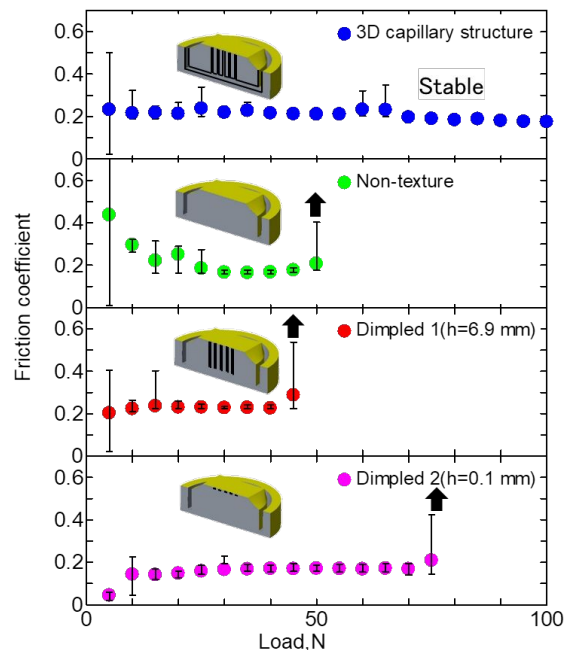 0.6
3D capillary structure
0.4
Stable
0.2
0
0.6
Non-texture
0.4
0.2
0
0.6
Dimpled 1(h=6.9 mm)
0.4
0.2
0
0.6
Dimpled 2(h=0.1 mm)
0.4
0.2
0
0
50
100
Load,N
Friction coefficient